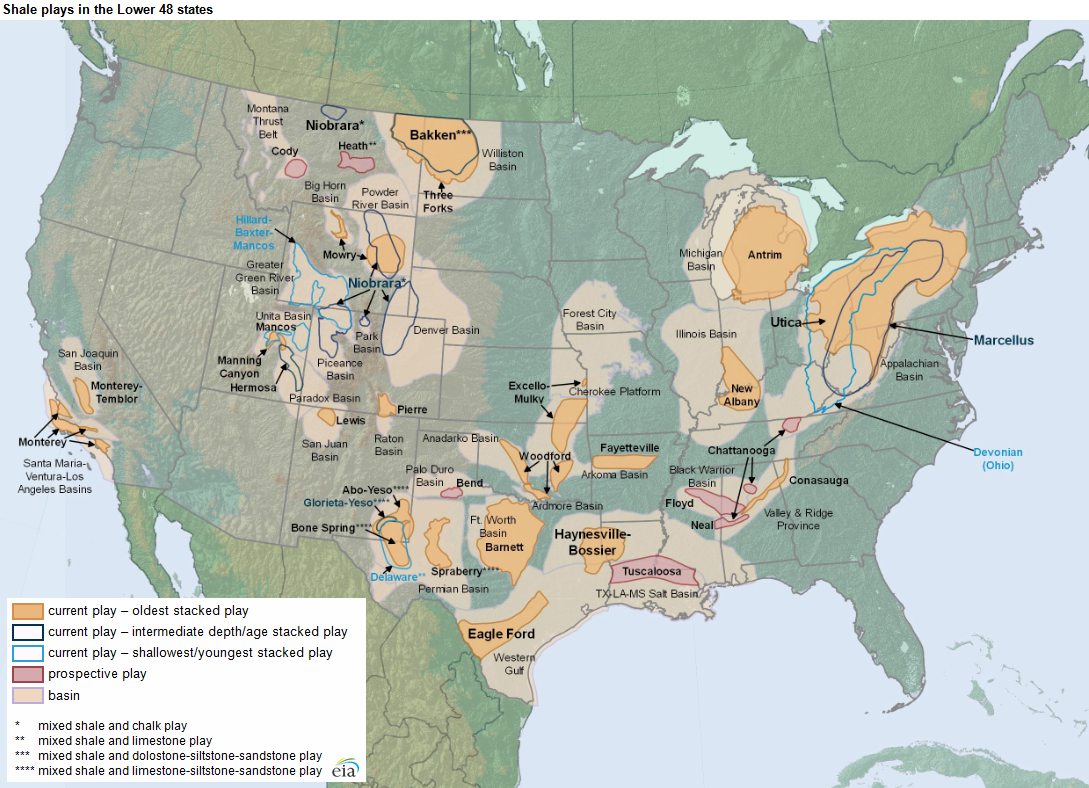 Shale plays in the Lower 48 states
Montana
Thrust
Belt
Niobrara*
Cody
Heath**
Bakken***
Williston
Basin
Three
Forks
Big Horn
Basin
Powder
River Basin
Hillard-
Baxter-
Mancos
Mowry
Greater
Green River
Basin
Niobrara*
Unita Basin
Mancos
Park
Basin
Denver Basin
Manning
Canyon
Hermosa
Piceance
Basin
Paradox Basin
San Joaquin
Basin
Monterey-
Temblor
Monterey
Santa Maria-
Ventura-Los
Angeles Basins
Lewis
San Juan
Basin
Pierre
Raton
Basin
Michigan
Basin
Antrim
Forest City
Basin
Illinois Basin
Utica
Marcellus
Appalachian
Basin
Excello-
Mulky
Cherokee Platform
New
Albany
Devonian
(Ohio)
Anadarko Basin
Woodford
Fayetteville
Arkoma Basin
Chattanooga
Black Warrior
Basin
Conasauga
Floyd
Neal
Valley & Ridge
Province
Palo Duro
Basin
Bend
Ardmore Basin
Abo-Yeso****
Glorieta-Yeso****
Bone Spring****
Delaware**
Spraberry****
Permian Basin
Ft. Worth
Basin
Barnett
Haynesville-
Bossier
Tuscaloosa
TX-LA-MS Salt Basin
Eagle Ford
Western
Gulf
current play – oldest stacked play
current play – intermediate depth/age stacked play
current play – shallowest/youngest stacked play
prospective play
basin
* mixed shale and chalk play
** mixed shale and limestone play
*** mixed shale and dolostone-siltstone-sandstone play
**** mixed shale and limestone-siltstone-sandstone play
eia